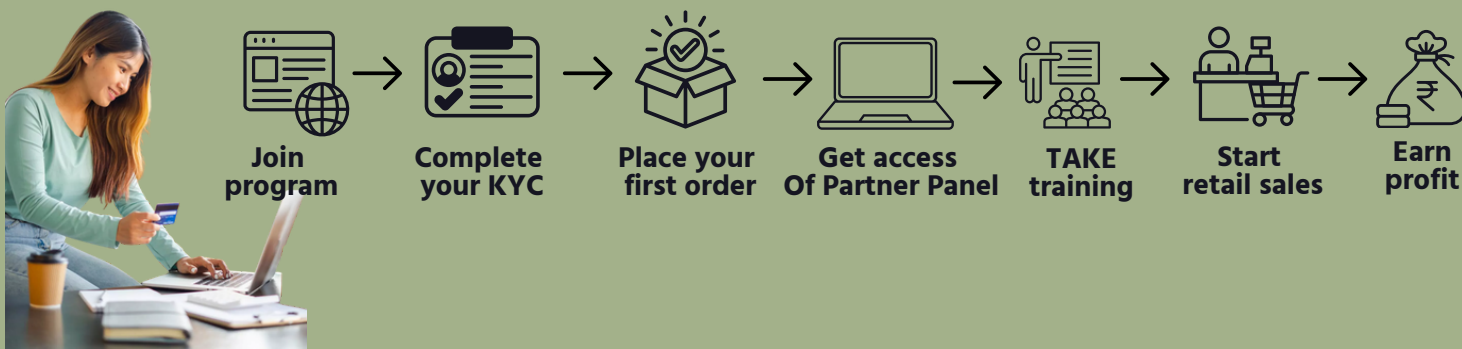 Join
program
Complete
your KYC
Place your
first order
Get access
Of Partner Panel
TAKE
training
Start
retail sales
Earn
profit
₹